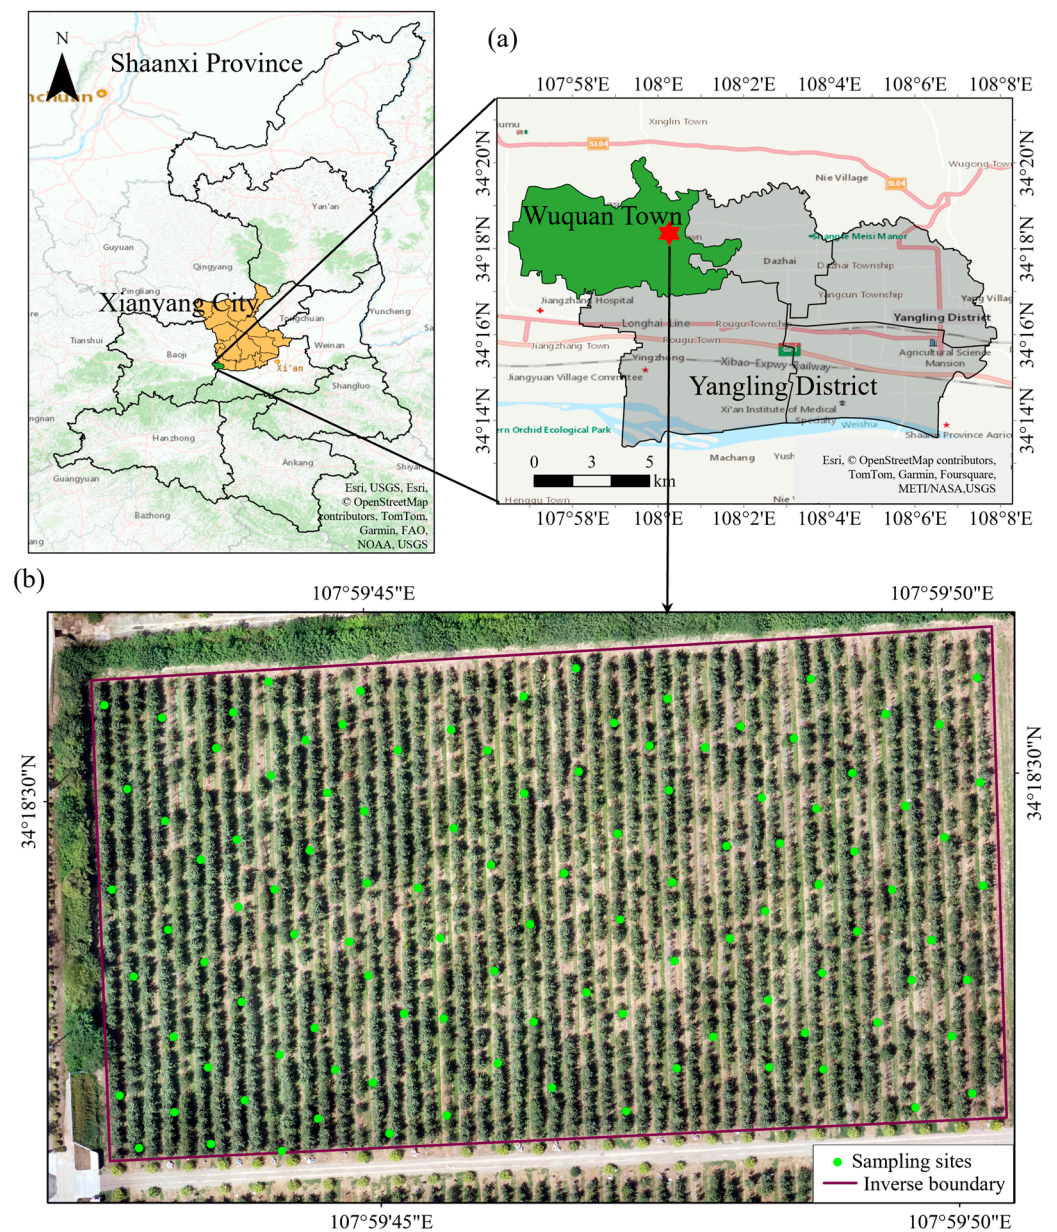 (a)
N
Shaanxi Province
Yan'an
Guyuan
Qingyang
Pingliang
Xianyang City
Tongchuan
Yuncheng
Tianshui
Baoji
Weinan
Xi'an
Shangluo
Hanzhong
Ankang
Shiyan
Guangyuan
Bazhong
Esri, USGS, Esri,
© OpenStreetMap
contributors, TomTom,
Garmin, FAO,
NOAA, USGS
107°58'E 108°E 108°2'E 108°4'E 108°6'E 108°8'E
34°20'N
34°18'N
34°16'N
34°14'N
Xinglin Town
SL04
Nie Village
SL04
Wugong Town
Wuquan Town
Shangte Meisi Manor
Dazhai
Dazhai Township
Yangcun Township
Jiangzhang Hospital
Yangling District
Longhai Line
Rougu Township
Rougu Town
Jiangzhang Town
Yingzhong
Xibao-Expwy-Railway
Agricultural Science
Mansion
Jiangyuan Village Committee
Yangling District
Xi'an Institute of Medical
Specialty
Weishui
ern Orchid Ecological Park
Machang
0 3 5
km
Henggu Town
Esri, © OpenStreetMap contributors,
TomTom, Garmin, Foursquare,
METI/NASA,USGS
34°20'N
34°18'N
34°16'N
34°14'N
107°58'E 108°E 108°2'E 108°4'E 108°6'E 108°8'E
(b)
107°59'45"E 107°59'50"E
34°18'30"N
34°18'30"N
Sampling sites
Inverse boundary
107°59'45"E 107°59'50"E